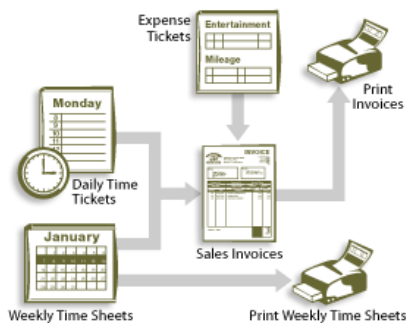 Expense
Tickets
Entertainment
Mileage
Print
Invoices
Monday
Daily Time
Tickets
INVOICE
Sales Invoices
January
Weekly Time Sheets
Print Weekly Time Sheets